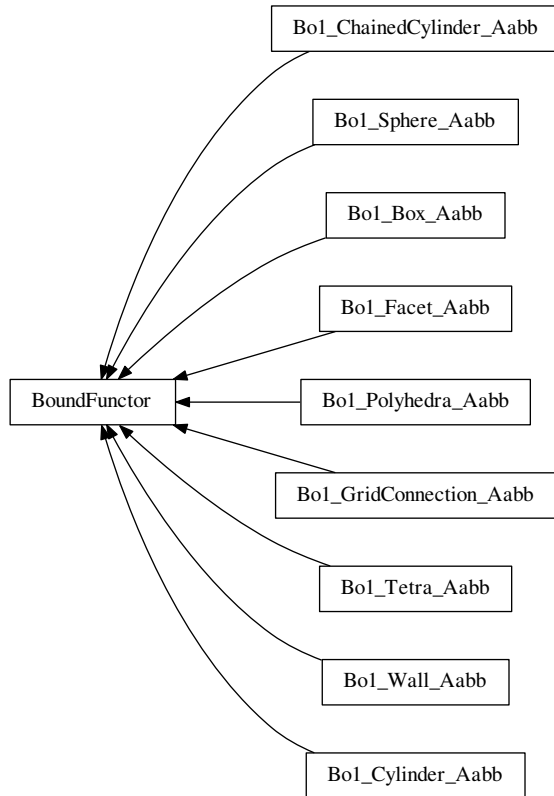 Bo1_ChainedCylinder_Aabb
Bo1_Sphere_Aabb
Bo1_Box_Aabb
Bo1_Facet_Aabb
BoundFunctor
Bo1_Polyhedra_Aabb
Bo1_GridConnection_Aabb
Bo1_Tetra_Aabb
Bo1_Wall_Aabb
Bo1_Cylinder_Aabb